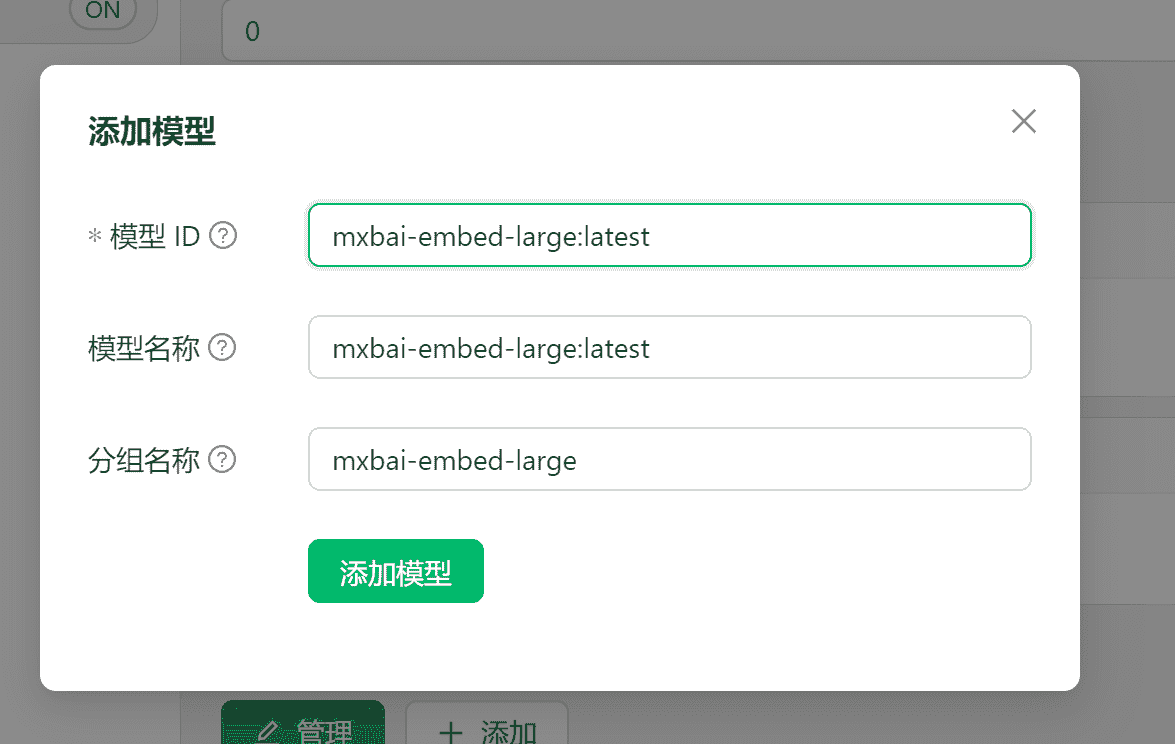 ON
0
添加模型
* 模型 ID ?
mxbai-embed-large:latest
模型名称 ?
mxbai-embed-large:latest
分组名称 ?
mxbai-embed-large
添加模型
管理
+ 添加